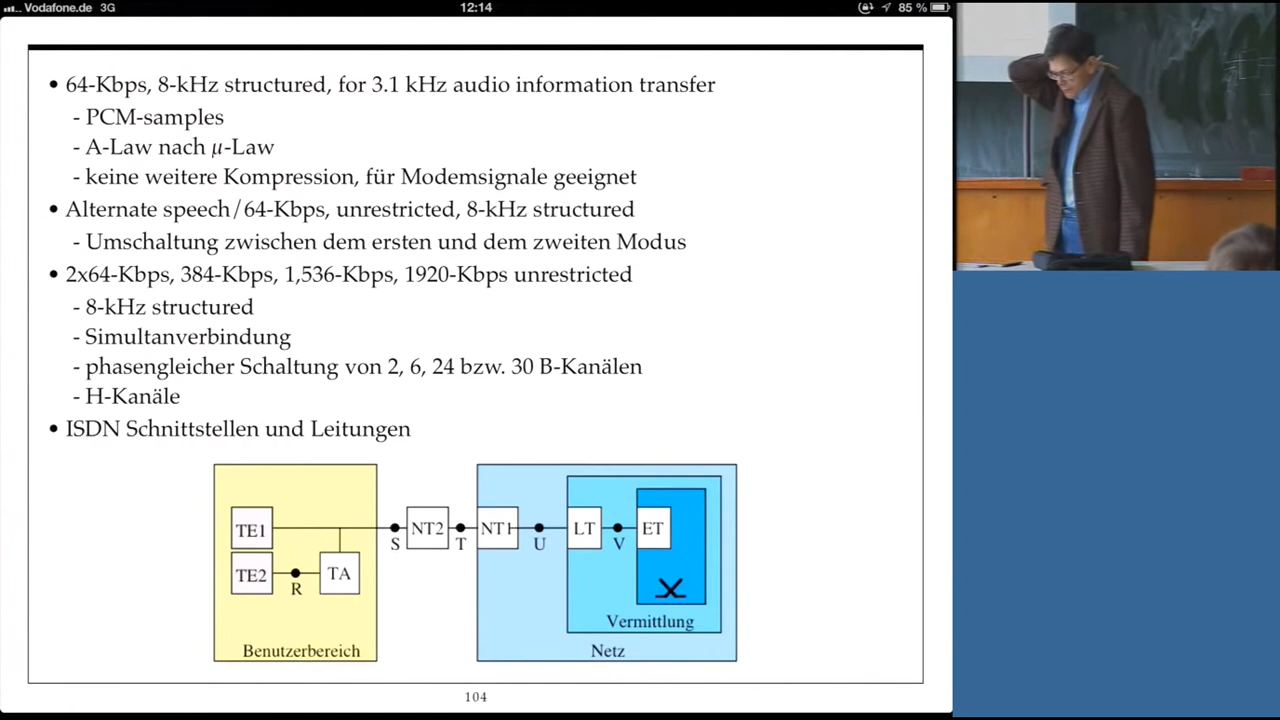 Vodafone.de 3G
12:14
85 %
• 64-Kbps, 8-kHz structured, for 3.1 kHz audio information transfer
- PCM-samples
- A-Law nach µ-Law
- keine weitere Kompression, für Modemsignale geeignet
• Alternate speech/64-Kbps, unrestricted, 8-kHz structured
- Umschaltung zwischen dem ersten und dem zweiten Modus
• 2x64-Kbps, 384-Kbps, 1,536-Kbps, 1920-Kbps unrestricted
- 8-kHz structured
- Simultanverbindung
- phasengleicher Schaltung von 2, 6, 24 bzw. 30 B-Kanälen
- H-Kanäle
• ISDN Schnittstellen und Leitungen
TE1
NT2
NT1
LT
ET
S
T
U
V
TE2
TA
R
Vermittlung
Benutzerbereich
Netz
104